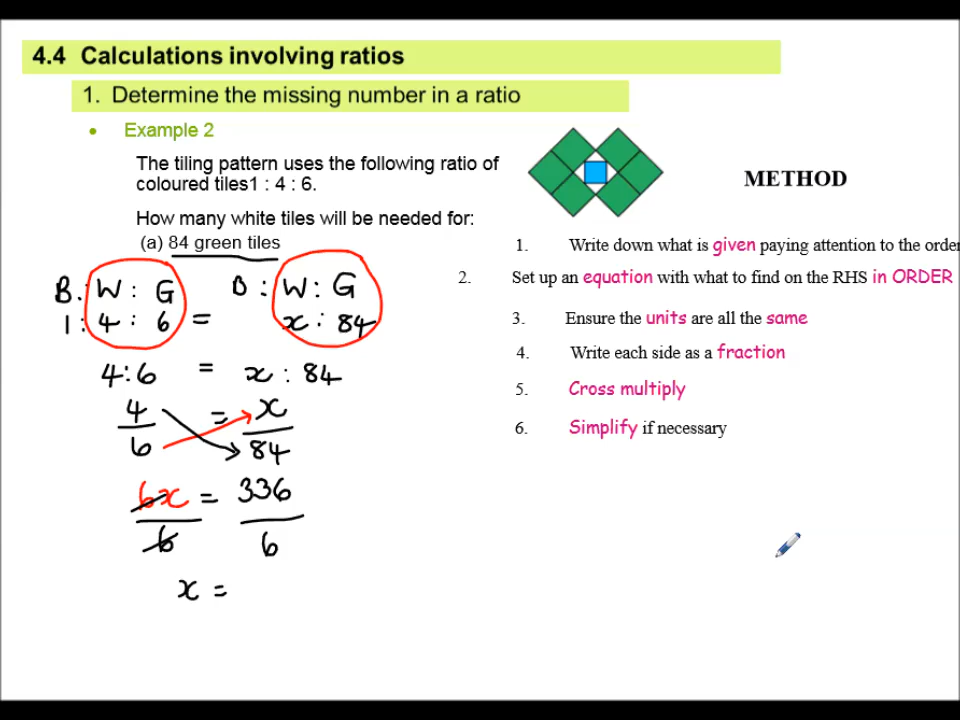 4.4 Calculations involving ratios
1. Determine the missing number in a ratio
• Example 2
The tiling pattern uses the following ratio of
coloured tiles1 : 4 : 6.
How many white tiles will be needed for:
(a) 84 green tiles
B : W : G B : W : G
1 : 4 : 6 = x : 84
4 : 6 = x : 84
4/6 = x/84
6x/6 = 336/6
x =
METHOD
1. Write down what is given paying attention to the order
2. Set up an equation with what to find on the RHS in ORDER
3. Ensure the units are all the same
4. Write each side as a fraction
5. Cross multiply
6. Simplify if necessary